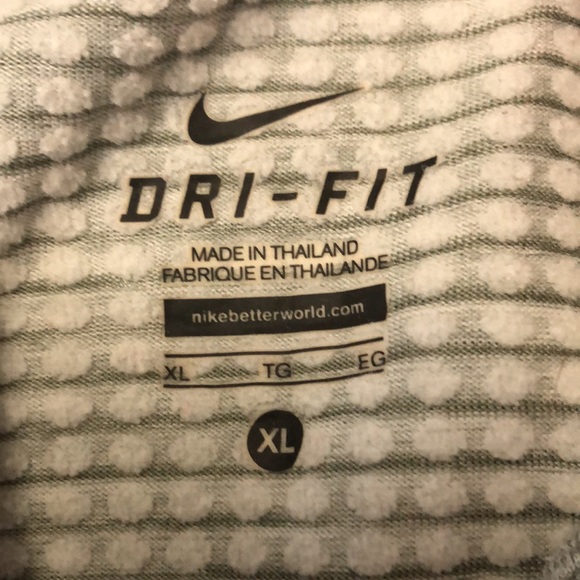 DRI-FIT
MADE IN THAILAND
FABRIQUE EN THAILANDE
nikebetterworld.com
XL TG EG
XL